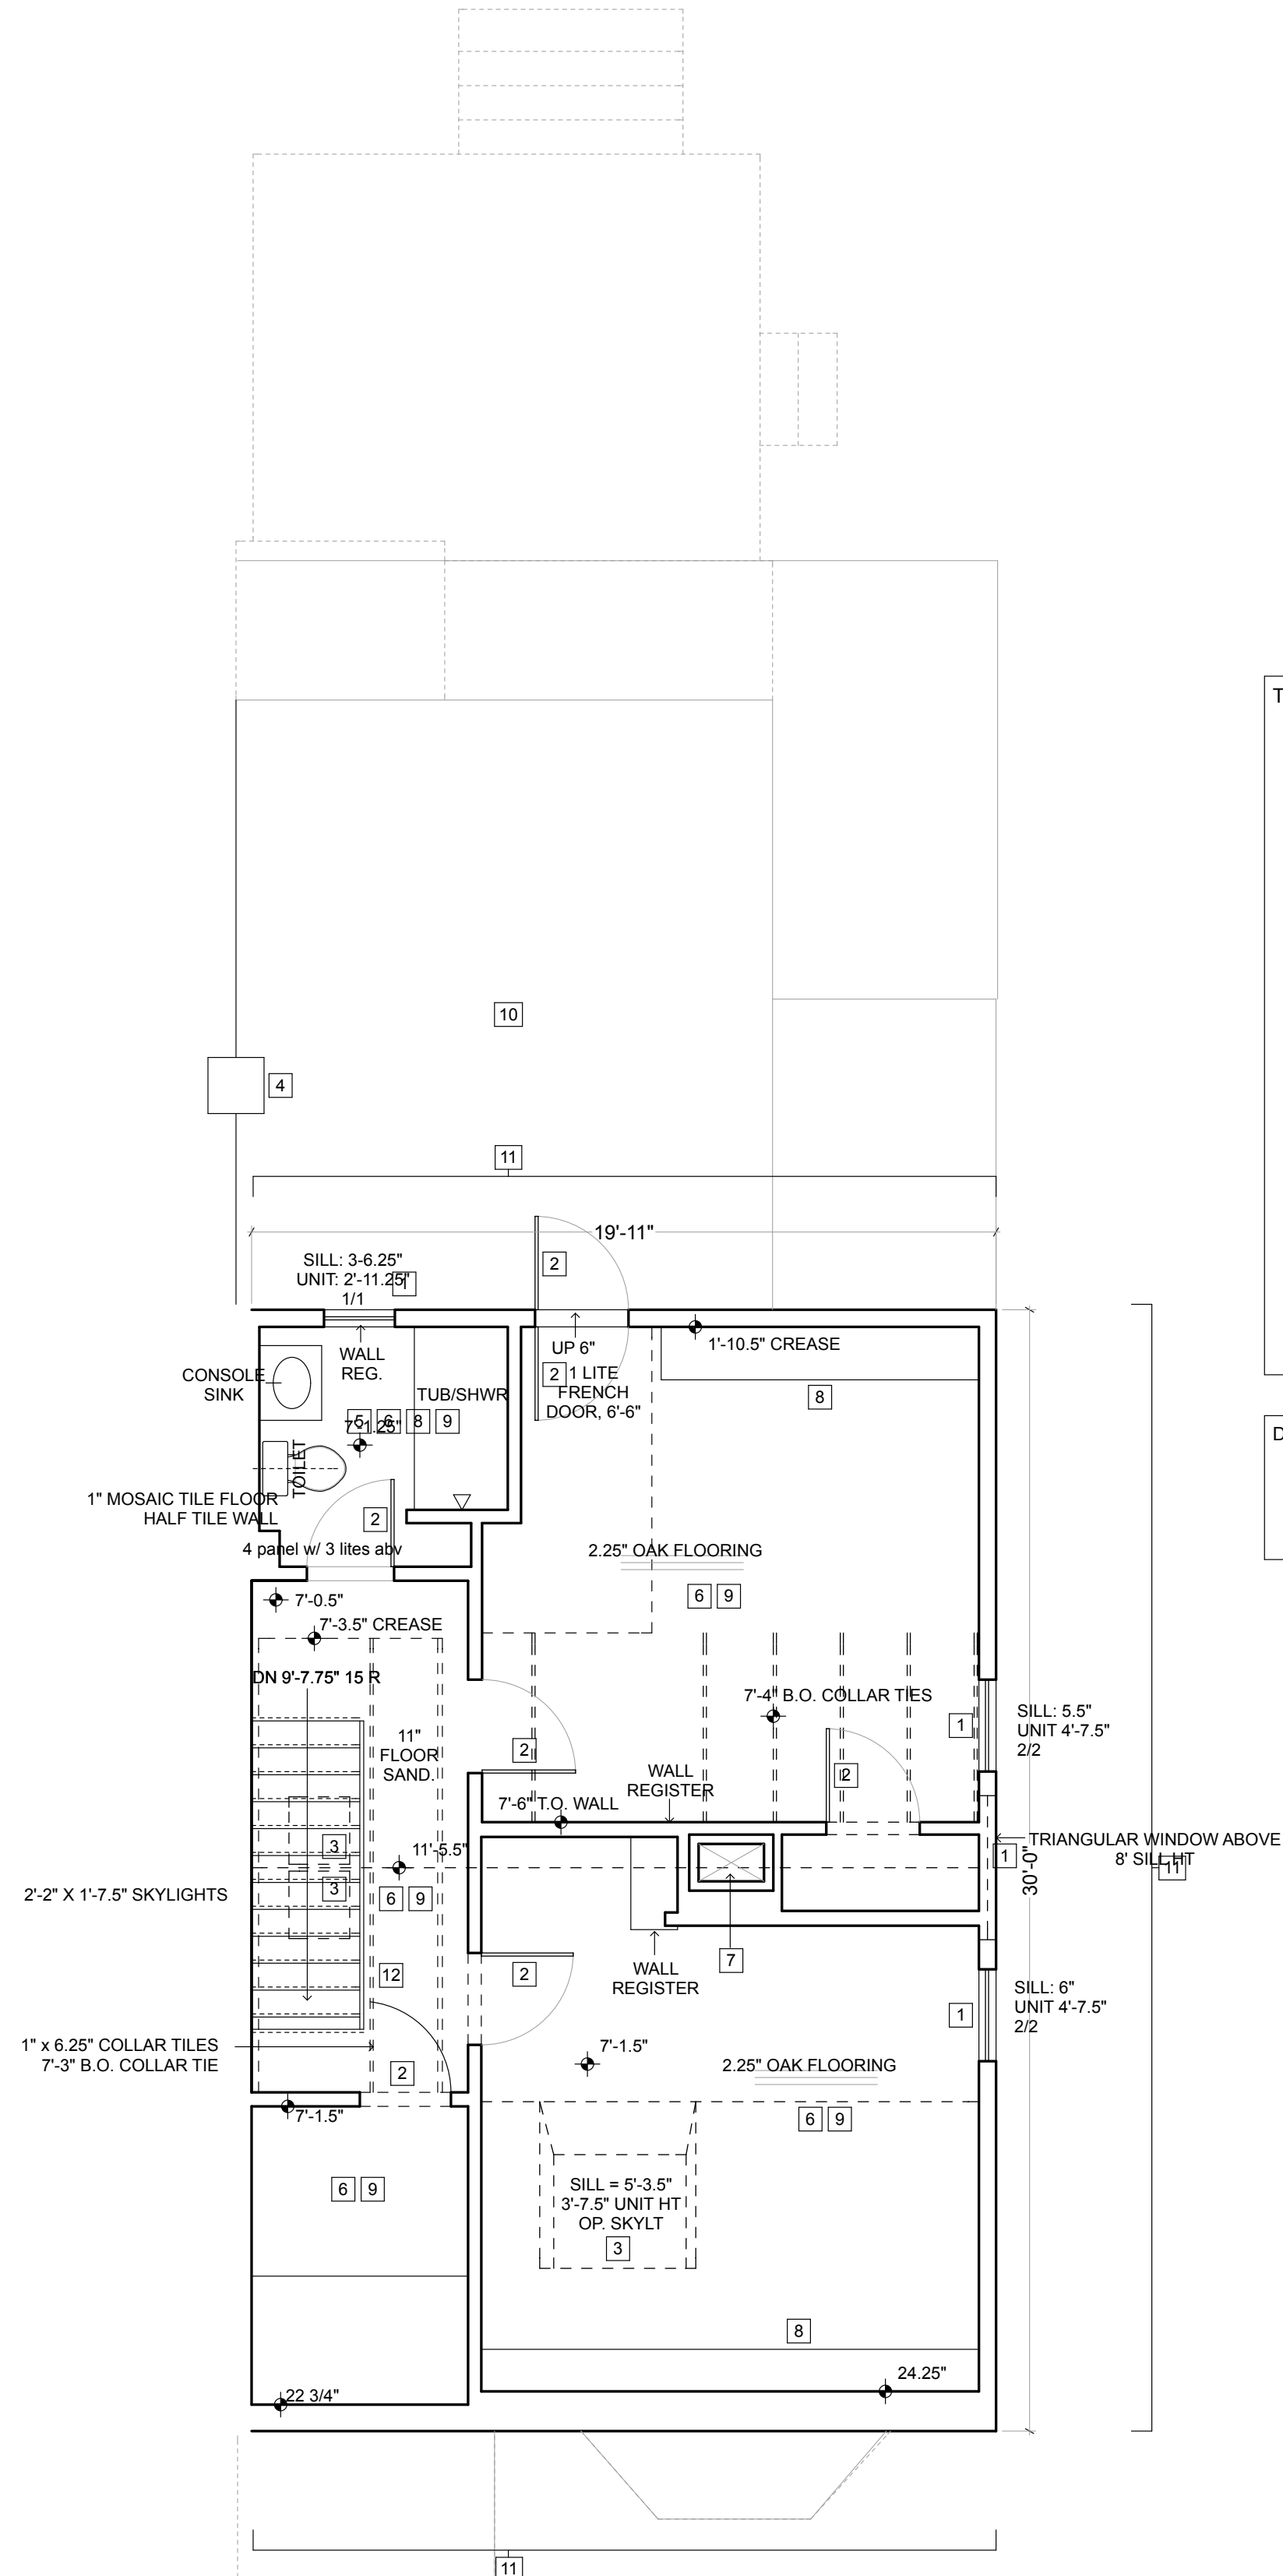 T
10
4
11
D
19'-11"
2
SILL: 3-6.25"
UNIT: 2'-11.25"
1/1
1
UP 6"
1'-10.5" CREASE
WALL
REG.
CONSOLE
SINK
2
1 LITE
FRENCH
DOOR, 6'-6"
8
TUB/SHWR
5 6 8 9
7'-1.25"
TOILET
1" MOSAIC TILE FLOOR
HALF TILE WALL
2
4 panel w/ 3 lites abv
2.25" OAK FLOORING
6 9
7'-0.5"
7'-3.5" CREASE
DN 9'-7.75" 15 R
7'-4" B.O. COLLAR TIES
SILL: 5.5"
UNIT 4'-7.5"
2/2
1
11"
FLOOR
SAND.
2
WALL
REGISTER
2
7'-6" T.O. WALL
3
11'-5.5"
TRIANGULAR WINDOW ABOVE
8' SILL HT
1
11
30'-0"
3
6 9
2'-2" X 1'-7.5" SKYLIGHTS
7
WALL
REGISTER
12
2
SILL: 6"
UNIT 4'-7.5"
2/2
1
1" x 6.25" COLLAR TILES
7'-3" B.O. COLLAR TIE
7'-1.5"
2
2.25" OAK FLOORING
7'-1.5"
6 9
6 9
SILL = 5'-3.5"
3'-7.5" UNIT HT
OP. SKYLT
3
8
24.25"
22 3/4"
11